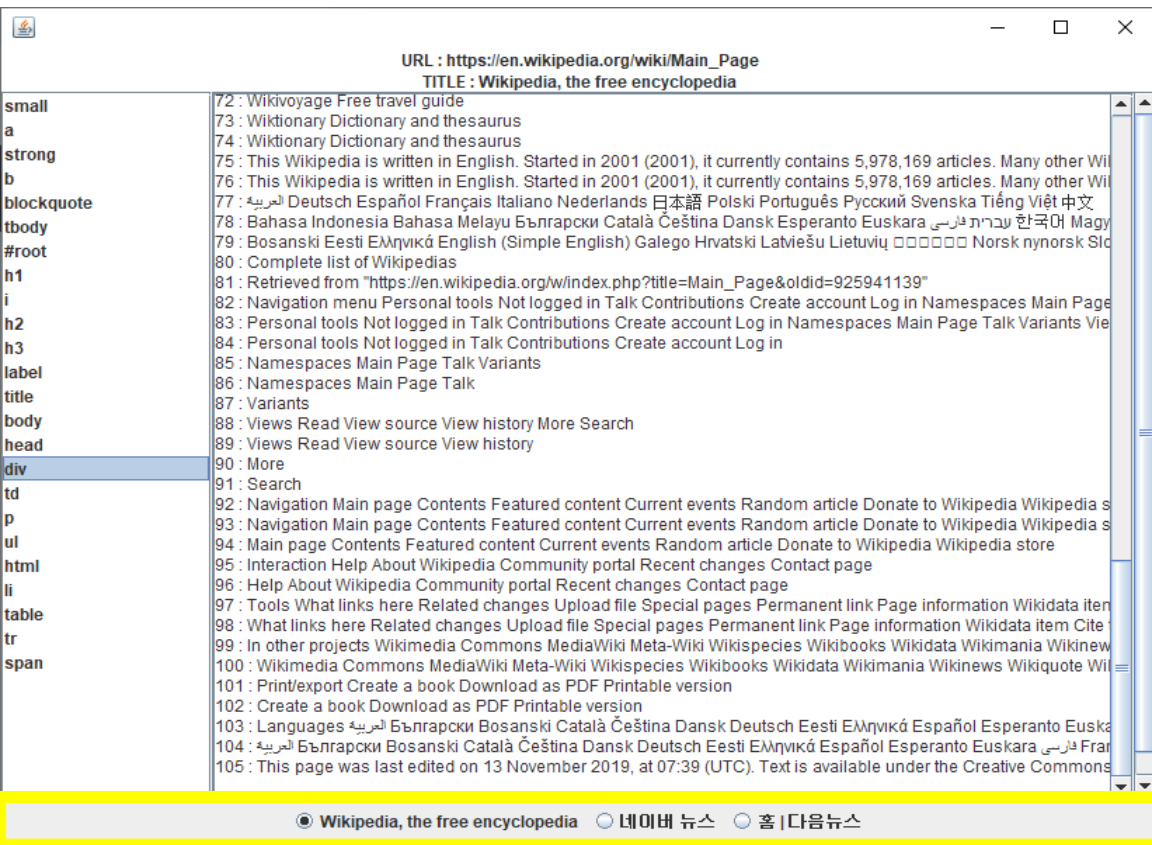 URL : https://en.wikipedia.org/wiki/Main_Page
TITLE : Wikipedia, the free encyclopedia
small
a
strong
b
blockquote
tbody
#root
h1
i
h2
h3
label
title
body
head
div
td
p
ul
html
li
table
tr
span
72 : Wikivoyage Free travel guide
73 : Wiktionary Dictionary and thesaurus
74 : Wiktionary Dictionary and thesaurus
75 : This Wikipedia is written in English. Started in 2001 (2001), it currently contains 5,978,169 articles. Many other Wil
76 : This Wikipedia is written in English. Started in 2001 (2001), it currently contains 5,978,169 articles. Many other Wil
77 : العربية Deutsch Español Français Italiano Nederlands 日本語 Polski Português Русский Svenska Tiếng Việt 中文
78 : Bahasa Indonesia Bahasa Melayu Български Català Čeština Dansk Esperanto Euskara فارسی עברית 한국어 Magy
79 : Bosanski Eesti Ελληνικά English (Simple English) Galego Hrvatski Latviešu Lietuvių □□□□□□ Norsk nynorsk Slo
80 : Complete list of Wikipedias
81 : Retrieved from "https://en.wikipedia.org/w/index.php?title=Main_Page&oldid=925941139"
82 : Navigation menu Personal tools Not logged in Talk Contributions Create account Log in Namespaces Main Page
83 : Personal tools Not logged in Talk Contributions Create account Log in Namespaces Main Page Talk Variants Vie
84 : Personal tools Not logged in Talk Contributions Create account Log in
85 : Namespaces Main Page Talk Variants
86 : Namespaces Main Page Talk
87 : Variants
88 : Views Read View source View history More Search
89 : Views Read View source View history
90 : More
91 : Search
92 : Navigation Main page Contents Featured content Current events Random article Donate to Wikipedia Wikipedia s
93 : Navigation Main page Contents Featured content Current events Random article Donate to Wikipedia Wikipedia s
94 : Main page Contents Featured content Current events Random article Donate to Wikipedia Wikipedia store
95 : Interaction Help About Wikipedia Community portal Recent changes Contact page
96 : Help About Wikipedia Community portal Recent changes Contact page
97 : Tools What links here Related changes Upload file Special pages Permanent link Page information Wikidata iten
98 : What links here Related changes Upload file Special pages Permanent link Page information Wikidata item Cite
99 : In other projects Wikimedia Commons MediaWiki Meta-Wiki Wikispecies Wikibooks Wikidata Wikimania Wikinew
100 : Wikimedia Commons MediaWiki Meta-Wiki Wikispecies Wikibooks Wikidata Wikimania Wikinews Wikiquote Wil
101 : Print/export Create a book Download as PDF Printable version
102 : Create a book Download as PDF Printable version
103 : Languages العربية Български Bosanski Català Čeština Dansk Deutsch Eesti Ελληνικά Español Esperanto Euska
104 : العربية Български Bosanski Català Čeština Dansk Deutsch Eesti Ελληνικά Español Esperanto Euskara فارسی Fran
105 : This page was last edited on 13 November 2019, at 07:39 (UTC). Text is available under the Creative Commons
Wikipedia, the free encyclopedia 네이버 뉴스 홈 | 다음뉴스